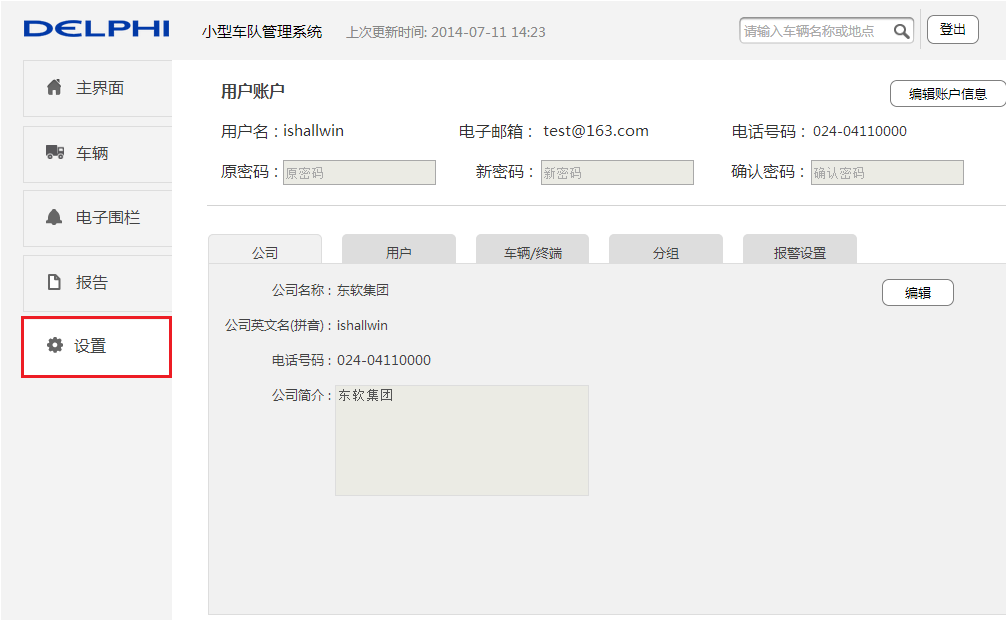 DELPHI 小型车队管理系统 上次更新时间: 2014-07-11 14:23 请输入车辆名称或地点 登出
主界面
车辆
电子围栏
报告
设置
用户账户 编辑账户信息
用户名：ishallwin 电子邮箱： test@163.com 电话号码：024-04110000
原密码：原密码 新密码：新密码 确认密码：确认密码
公司 用户 车辆/终端 分组 报警设置
公司名称：东软集团 编辑
公司英文名(拼音)：ishallwin
电话号码：024-04110000
公司简介：东软集团